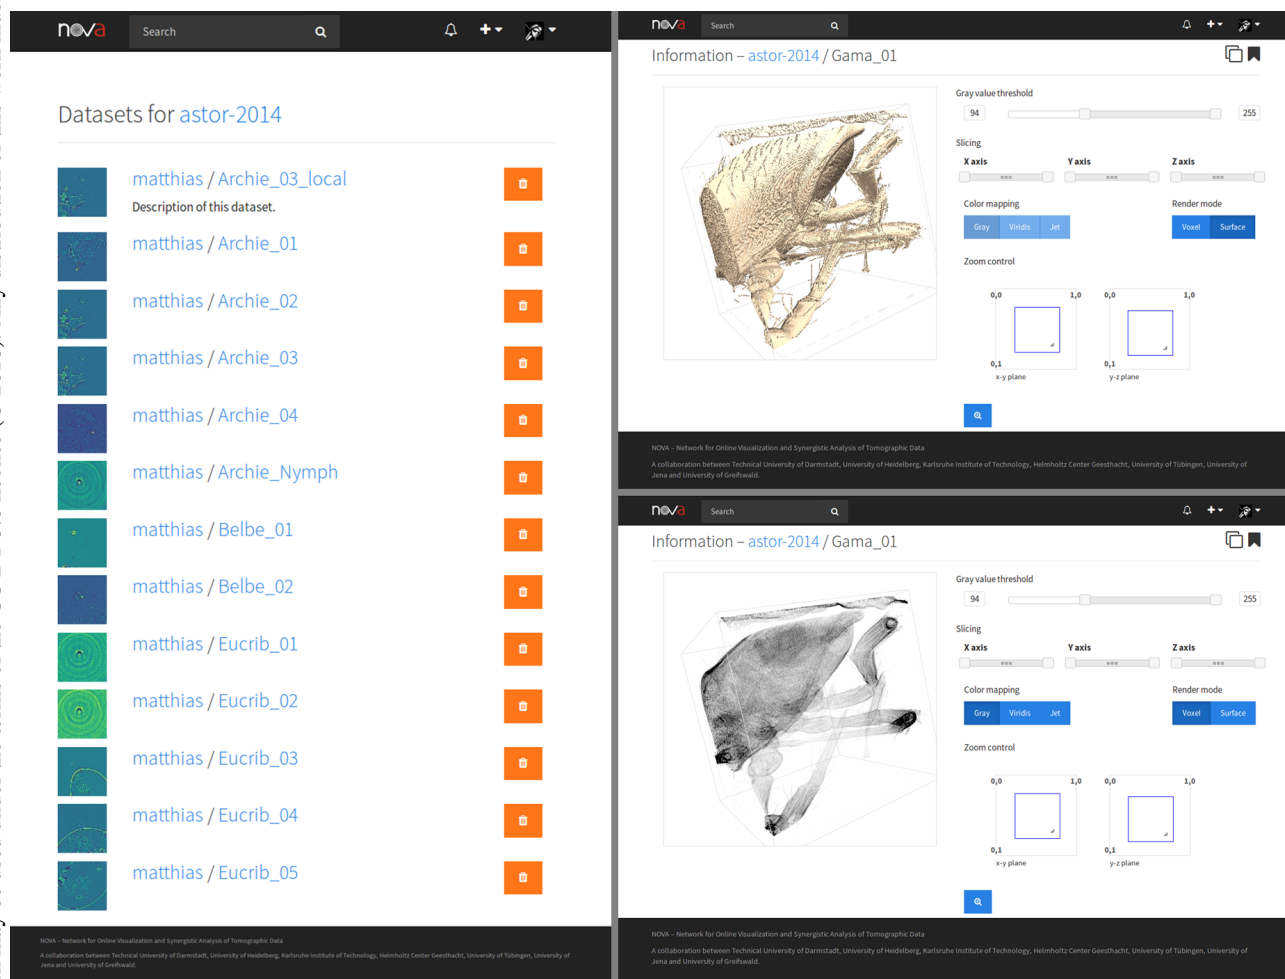 nova
Search
Datasets for astor-2014
matthias / Archie_03_local
Description of this dataset.
matthias / Archie_01
matthias / Archie_02
matthias / Archie_03
matthias / Archie_04
matthias / Archie_Nymph
matthias / Belbe_01
matthias / Belbe_02
matthias / Eucrib_01
matthias / Eucrib_02
matthias / Eucrib_03
matthias / Eucrib_04
matthias / Eucrib_05
NOVA – Network for Online Visualization and Synergistic Analysis of Tomographic Data
A collaboration between Technical University of Darmstadt, University of Heidelberg, Karlsruhe Institute of Technology, Helmholtz Center Geesthacht, University of Tübingen, University of
Jena and University of Greifswald.
nova
Search
Information – astor-2014 / Gama_01
Gray value threshold
94 255
Slicing
X axis Y axis Z axis
Color mapping Render mode
Gray Viridis Jet Voxel Surface
Zoom control
0,0 1,0 0,0 1,0
0,1 0,1
x-y plane y-z plane
NOVA – Network for Online Visualization and Synergistic Analysis of Tomographic Data
A collaboration between Technical University of Darmstadt, University of Heidelberg, Karlsruhe Institute of Technology, Helmholtz Center Geesthacht, University of Tübingen, University of
Jena and University of Greifswald.
nova
Search
Information – astor-2014 / Gama_01
Gray value threshold
94 255
Slicing
X axis Y axis Z axis
Color mapping Render mode
Gray Viridis Jet Voxel Surface
Zoom control
0,0 1,0 0,0 1,0
0,1 0,1
x-y plane y-z plane
NOVA – Network for Online Visualization and Synergistic Analysis of Tomographic Data
A collaboration between Technical University of Darmstadt, University of Heidelberg, Karlsruhe Institute of Technology, Helmholtz Center Geesthacht, University of Tübingen, University of
Jena and University of Greifswald.